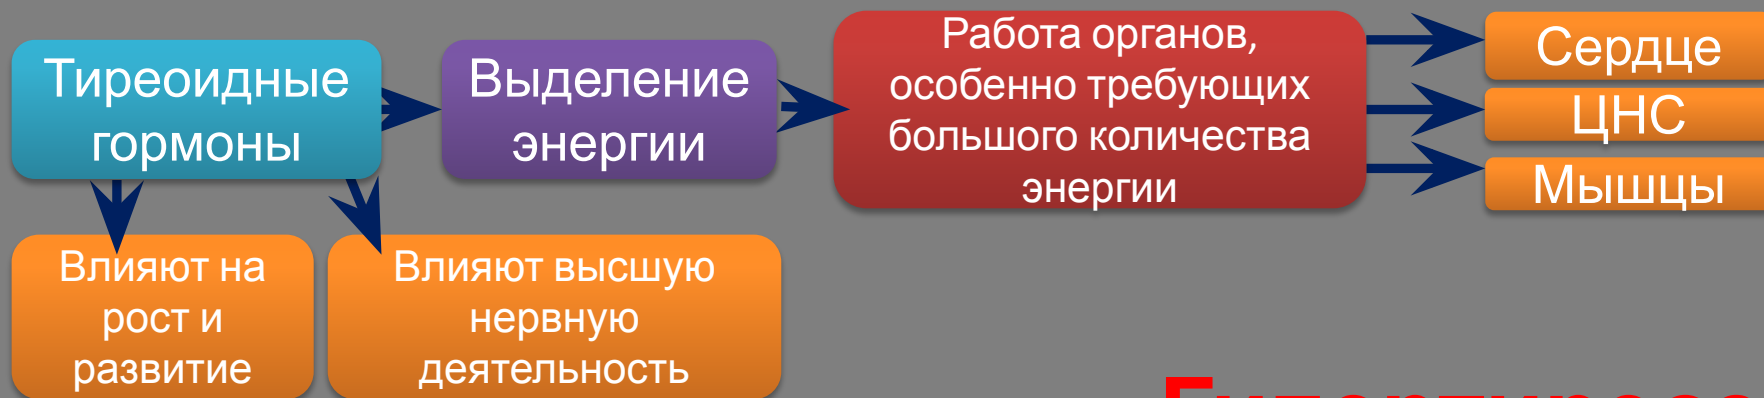 Тиреоидные
гормоны
Выделение
энергии
Работа органов,
особенно требующих
большого количества
энергии
Сердце
ЦНС
Мышцы
Влияют на
рост и
развитие
Влияют высшую
нервную
деятельность